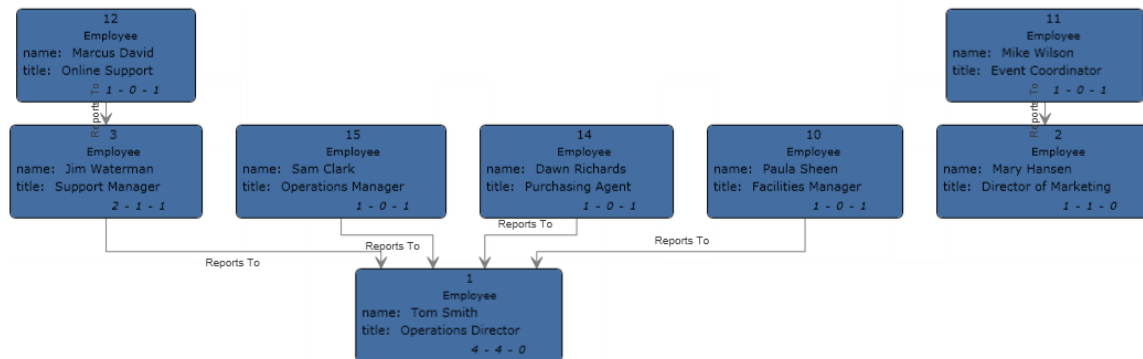 12
Employee
name: Marcus David
title: Online Support
1 - 0 - 1
11
Employee
name: Mike Wilson
title: Event Coordinator
1 - 0 - 1
Reports To
Reports To
3
Employee
name: Jim Waterman
title: Support Manager
2 - 1 - 1
15
Employee
name: Sam Clark
title: Operations Manager
1 - 0 - 1
14
Employee
name: Dawn Richards
title: Purchasing Agent
1 - 0 - 1
10
Employee
name: Paula Sheen
title: Facilities Manager
1 - 0 - 1
2
Employee
name: Mary Hansen
title: Director of Marketing
1 - 1 - 0
Reports To
Reports To
Reports To
Reports To
1
Employee
name: Tom Smith
title: Operations Director
4 - 4 - 0